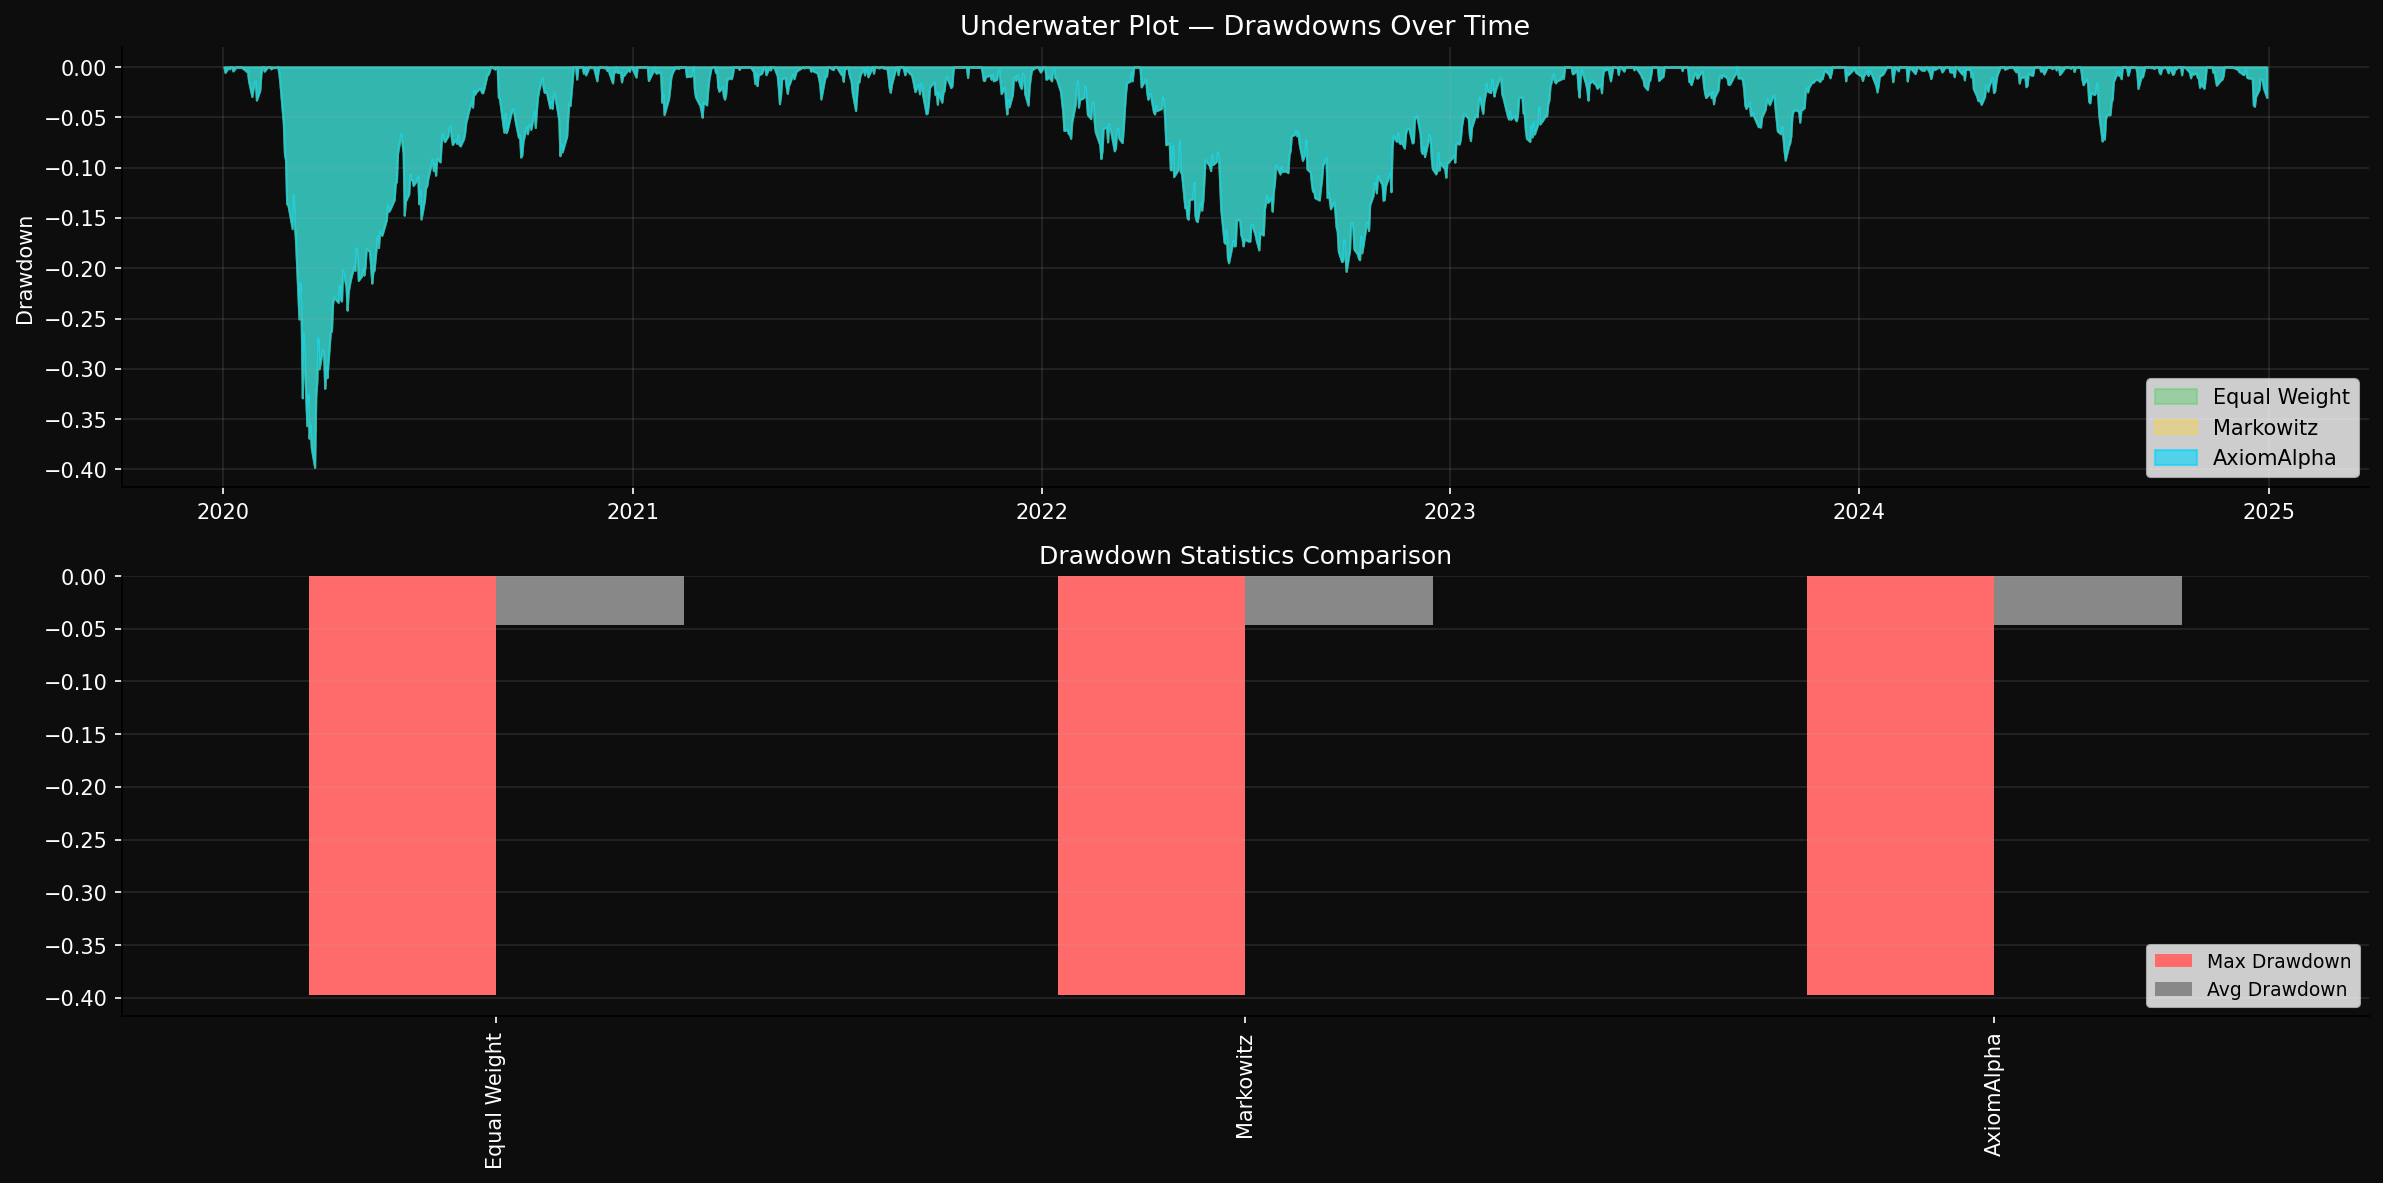 Underwater Plot — Drawdowns Over Time
Drawdown
0.00
−0.05
−0.10
−0.15
−0.20
−0.25
−0.30
−0.35
−0.40
Equal Weight
Markowitz
AxiomAlpha
2020 2021 2022 2023 2024 2025
Drawdown Statistics Comparison
0.00
−0.05
−0.10
−0.15
−0.20
−0.25
−0.30
−0.35
−0.40
Max Drawdown
Avg Drawdown
Equal Weight
Markowitz
AxiomAlpha